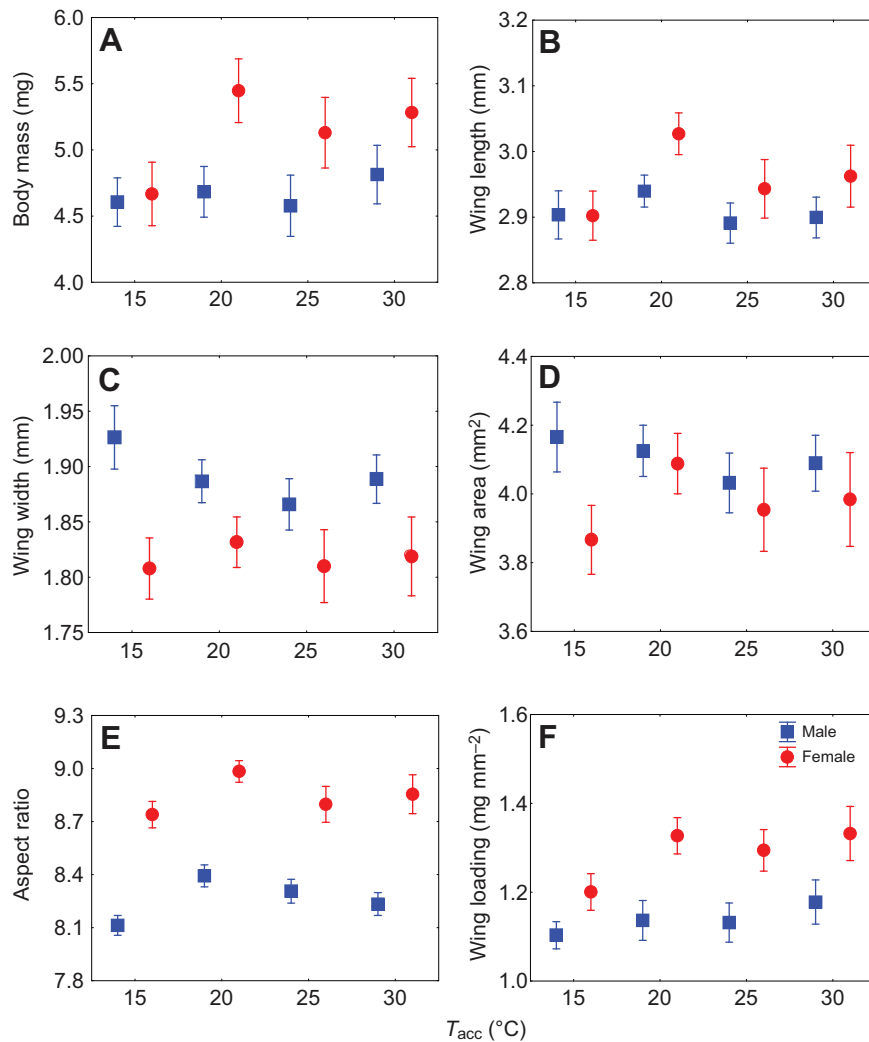 A
Body mass (mg)
6.0
5.5
5.0
4.5
4.0
15 20 25 30
B
Wing length (mm)
3.2
3.1
3.0
2.9
2.8
15 20 25 30
C
Wing width (mm)
2.00
1.95
1.90
1.85
1.80
1.75
15 20 25 30
D
Wing area (mm²)
4.4
4.2
4.0
3.8
3.6
15 20 25 30
E
Aspect ratio
9.3
9.0
8.7
8.4
8.1
7.8
15 20 25 30
F
Wing loading (mg mm⁻²)
1.6
1.4
1.2
1.0
15 20 25 30
Male
Female
Tacc (°C)